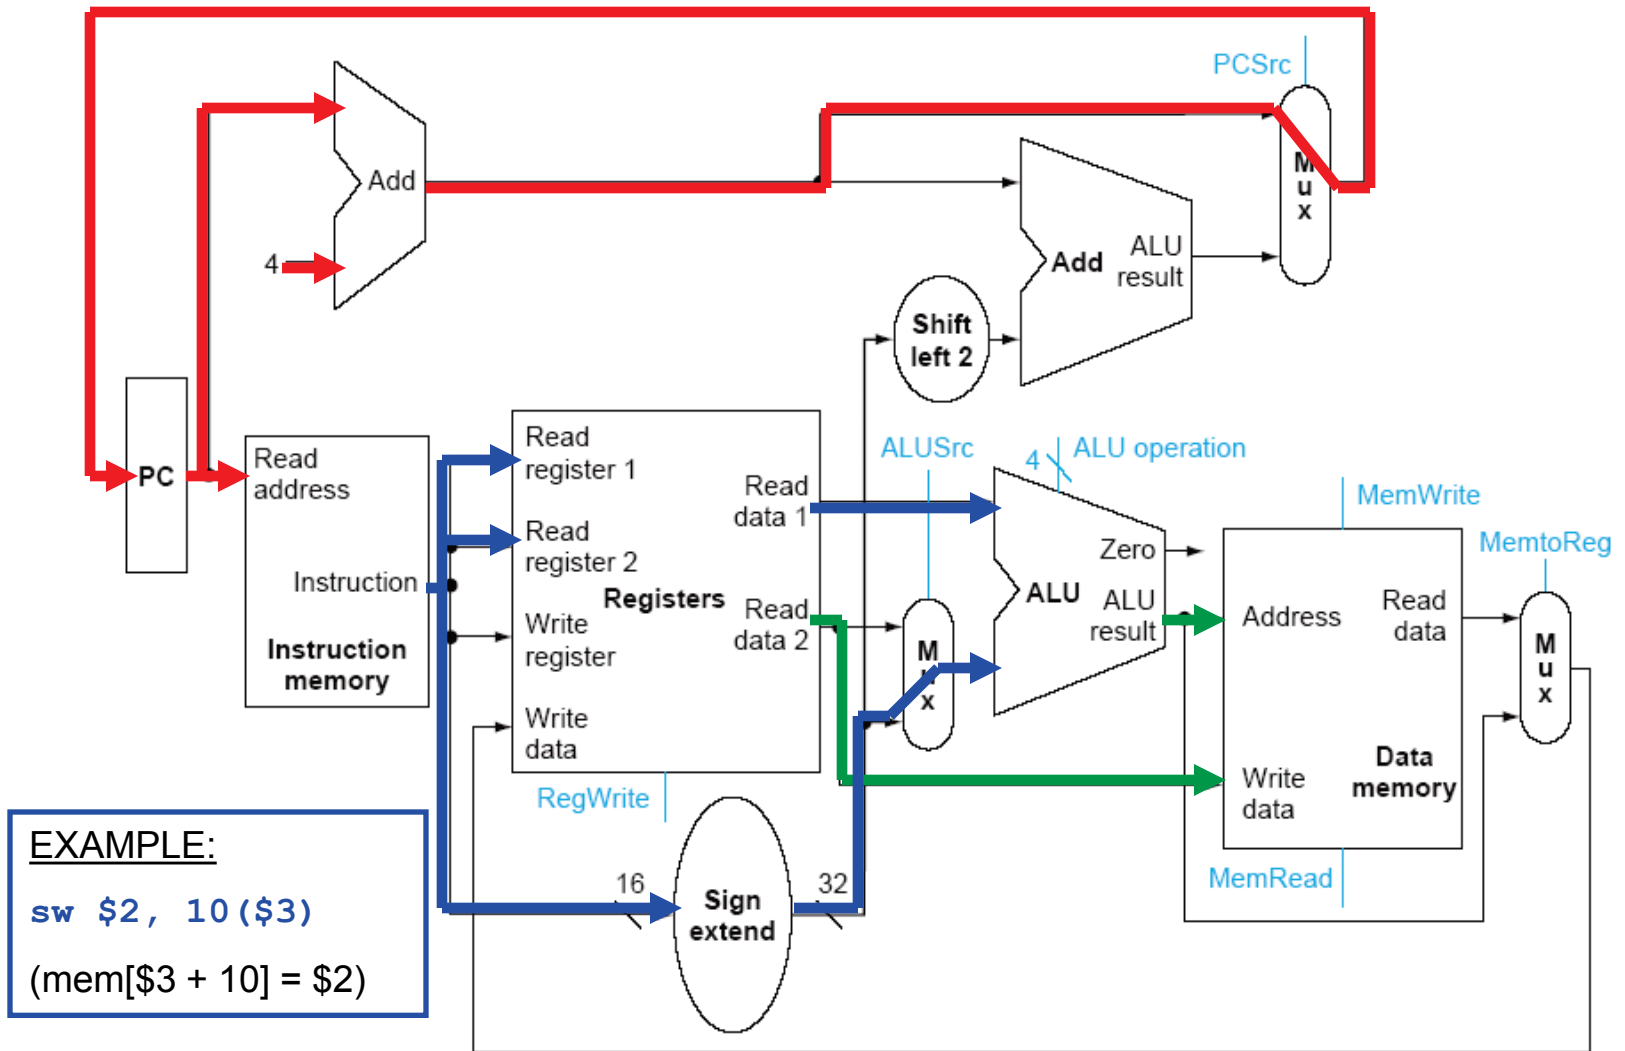 PCSrc
M
u
x
Add
4
Add
ALU
result
Shift
left 2
PC
Read
address
Instruction
Instruction
memory
Read
register 1
Read
register 2
Registers
Write
register
Write
data
Read
data 1
Read
data 2
RegWrite
ALUSrc
M
u
x
4
ALU operation
Zero
ALU
ALU
result
MemWrite
MemtoReg
Address
Read
data
M
u
x
Write
data
Data
memory
MemRead
16
Sign
extend
32
EXAMPLE:
sw $2, 10($3)
(mem[$3 + 10] = $2)